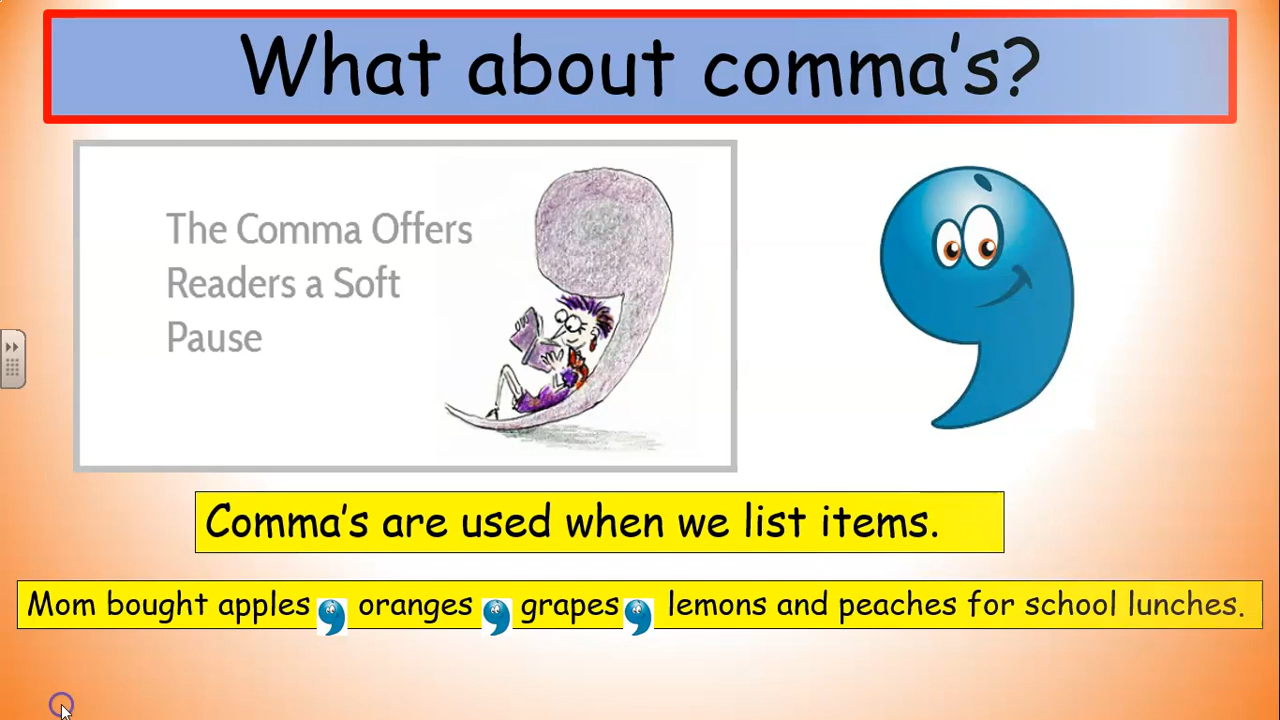 What about comma's?
The Comma Offers
Readers a Soft
Pause
Comma's are used when we list items.
Mom bought apples, oranges, grapes, lemons and peaches for school lunches.